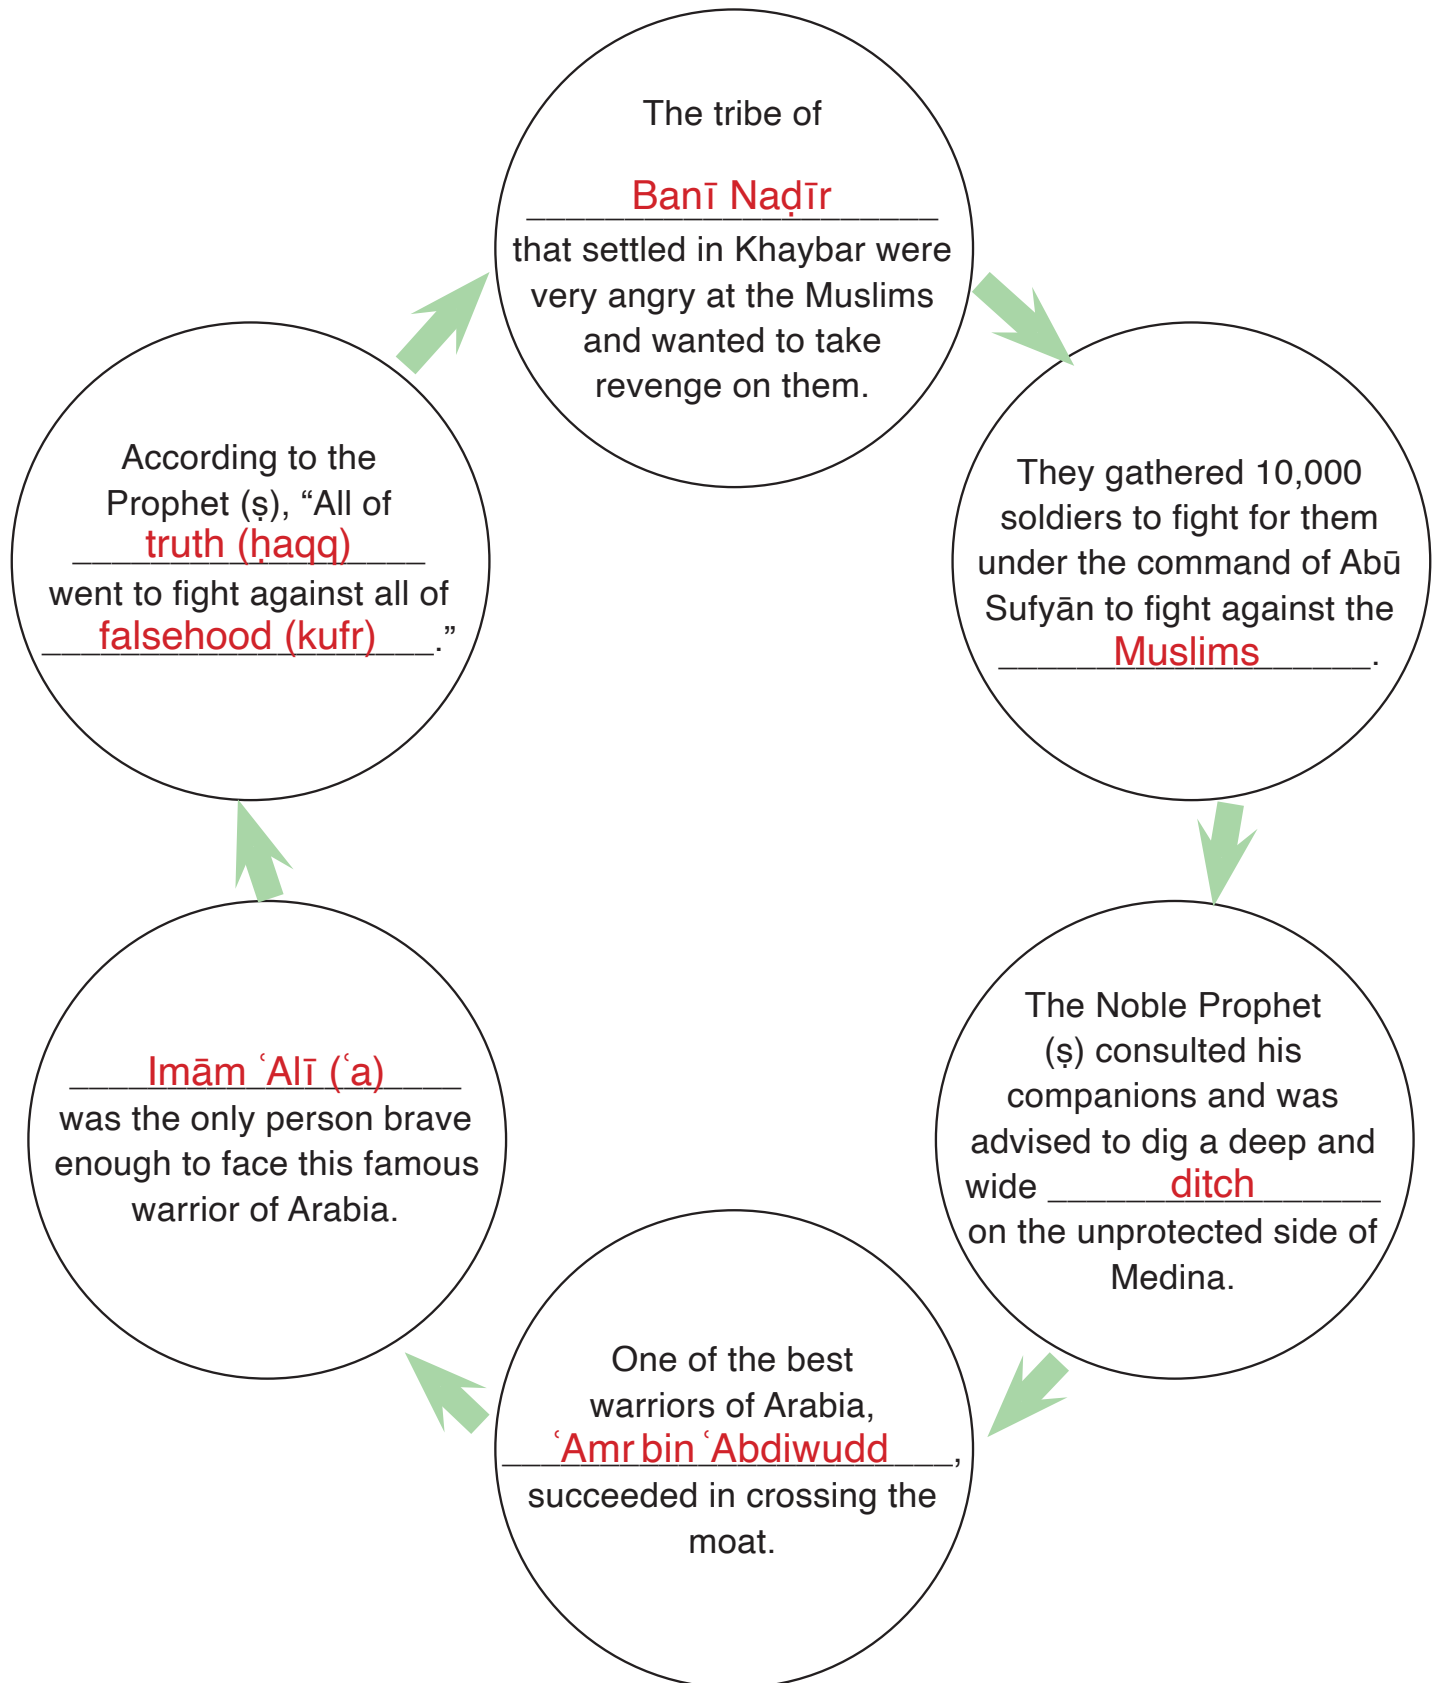 The tribe of
Banī Naḍīr
that settled in Khaybar were
very angry at the Muslims
and wanted to take
revenge on them.
They gathered 10,000
soldiers to fight for them
under the command of Abū
Sufyān to fight against the
Muslims.
The Noble Prophet
(ṣ) consulted his
companions and was
advised to dig a deep and
wide ditch
on the unprotected side of
Medina.
One of the best
warriors of Arabia,
ʿAmr bin ʿAbdiwudd,
succeeded in crossing the
moat.
Imām ʿAlī (ʿa)
was the only person brave
enough to face this famous
warrior of Arabia.
According to the
Prophet (ṣ), “All of
truth (ḥaqq)
went to fight against all of
falsehood (kufr).”